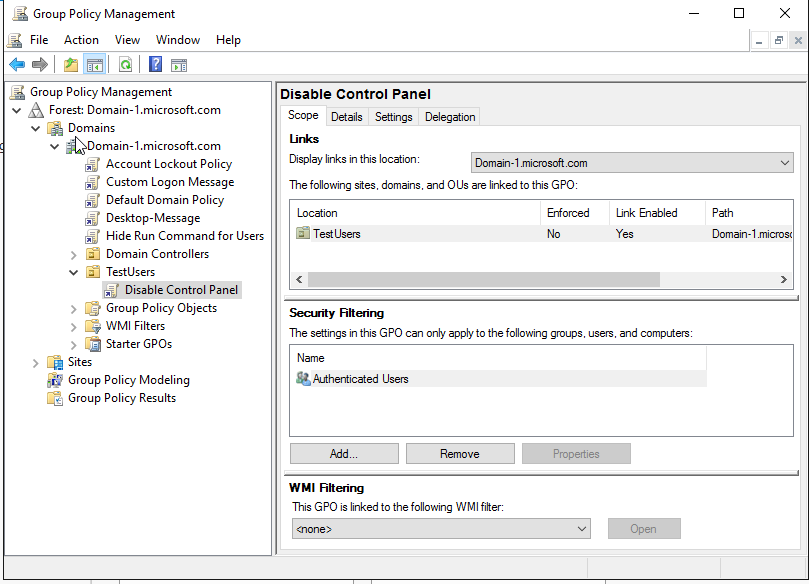 Group Policy Management
File Action View Window Help
Group Policy Management
Forest: Domain-1.microsoft.com
Domains
Domain-1.microsoft.com
Account Lockout Policy
Custom Logon Message
Default Domain Policy
Desktop-Message
Hide Run Command for Users
Domain Controllers
TestUsers
Disable Control Panel
Group Policy Objects
WMI Filters
Starter GPOs
Sites
Group Policy Modeling
Group Policy Results
Disable Control Panel
Scope Details Settings Delegation
Links
Display links in this location: Domain-1.microsoft.com
The following sites, domains, and OUs are linked to this GPO:
Location Enforced Link Enabled Path
TestUsers No Yes Domain-1.microso
Security Filtering
The settings in this GPO can only apply to the following groups, users, and computers:
Name
Authenticated Users
Add... Remove Properties
WMI Filtering
This GPO is linked to the following WMI filter:
<none> Open